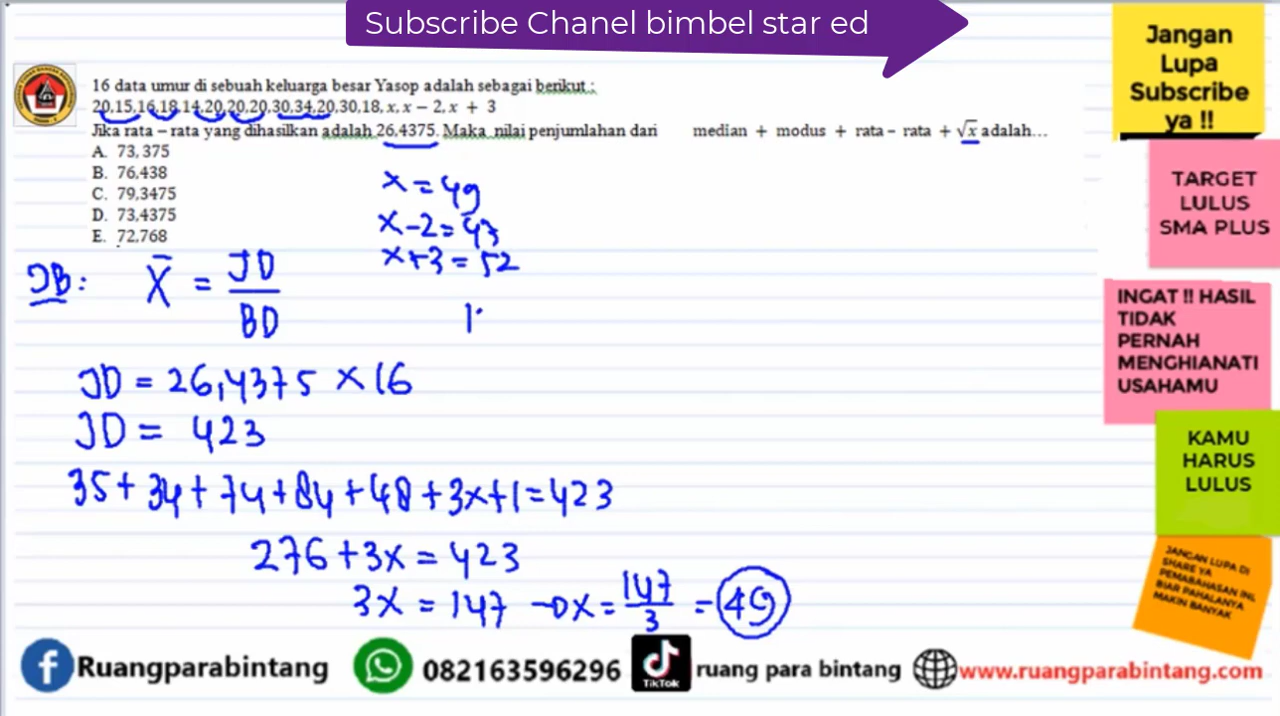 Subscribe Chanel bimbel star ed
Jangan
Lupa
Subscribe
ya !!
16 data umur di sebuah keluarga besar Yasop adalah sebagai berikut :
20,15,16,18,14,20,20,20,30,34,20,30,18, x, x − 2, x + 3
Jika rata – rata yang dihasilkan adalah 26,4375. Maka nilai penjumlahan dari median + modus + rata – rata + √x adalah…
A. 73,375
B. 76,438
C. 79,3475
D. 73,4375
E. 72,768
x = 49
x-2 = 47
x+3 = 52
JB: X̄ = JD
BD
JD = 26,4375 × 16
JD = 423
35 + 34 + 74 + 84 + 48 + 3x + 1 = 423
276 + 3x = 423
3x = 147 → x = 147/3 = 49
TARGET
LULUS
SMA PLUS
INGAT !! HASIL
TIDAK
PERNAH
MENGHIANATI
USAHAMU
KAMU
HARUS
LULUS
JANGAN LUPA DI
SHARE YA
PEMABAHASAN INI,
BIAR PAHALANYA
MAKIN BANYAK
Ruangparabintang
082163596296
TikTok
ruang para bintang
www.ruangparabintang.com